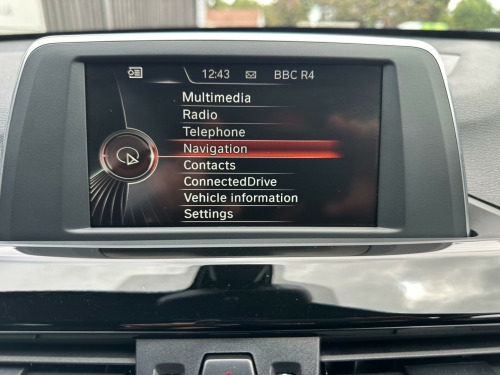 12:43 BBC R4
Multimedia
Radio
Telephone
Navigation
Contacts
ConnectedDrive
Vehicle information
Settings